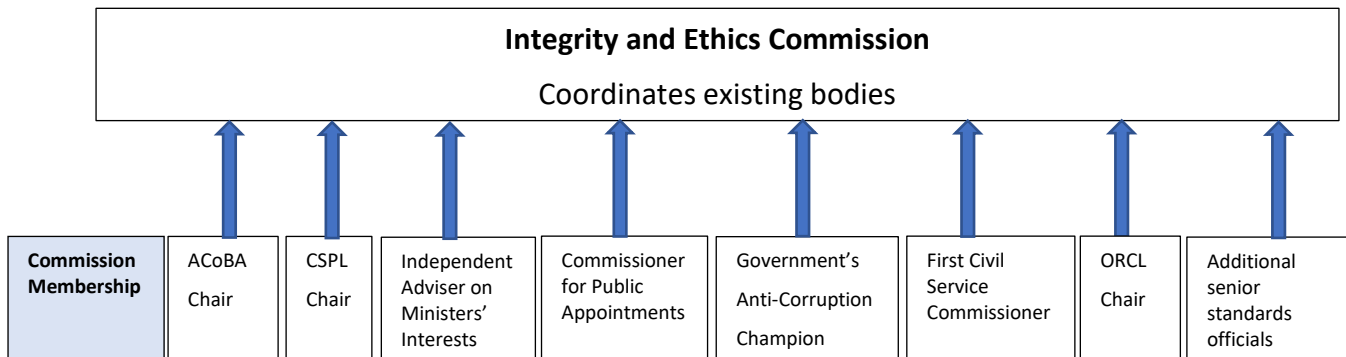 Integrity and Ethics Commission
Coordinates existing bodies
Commission
Membership
ACoBA
Chair
CSPL
Chair
Independent
Adviser on
Ministers’
Interests
Commissioner
for Public
Appointments
Government’s
Anti-Corruption
Champion
First Civil
Service
Commissioner
ORCL
Chair
Additional
senior
standards
officials